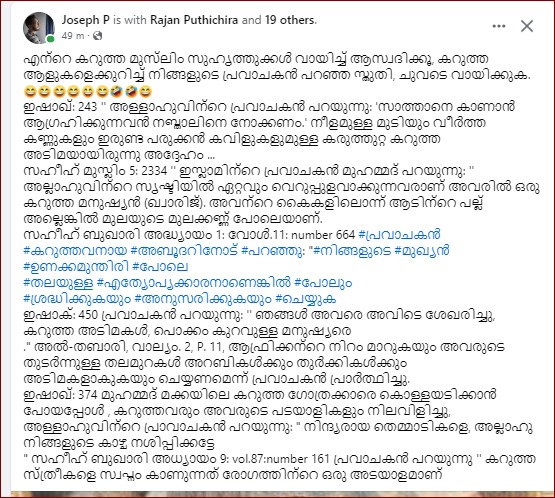 Joseph P is with Rajan Puthichira and 19 others.
49 m ·
എന്റെ കറുത്ത മുസ്ലിം സുഹൃത്തുക്കൾ വായിച്ച് ആസ്വദിക്കൂ, കറുത്ത
ആളുകളെക്കുറിച്ച് നിങ്ങളുടെ പ്രവാചകൻ പറഞ്ഞ സ്തുതി, ചുവടെ വായിക്കുക.
😄😄😄😄😄😄🤣🤣😄🤣
ഇഷാഖ്: 243 " അള്ളാഹുവിന്റെ പ്രവാചകൻ പറയുന്നു: 'സാത്താനെ കാണാൻ
ആഗ്രഹിക്കുന്നവൻ നബ്താലിനെ നോക്കണം.' നീളമുള്ള മുടിയും വീർത്ത
കണ്ണുകളും ഇരുണ്ട പരുക്കൻ കവിളുകളുമുള്ള കരുത്തുറ്റ കറുത്ത
അടിമയായിരുന്നു അദ്ദേഹം ...
സഹീഹ് മുസ്ലിം 5: 2334 " ഇസ്ലാമിന്റെ പ്രവാചകൻ മുഹമ്മദ് പറയുന്നു: "
അല്ലാഹുവിന്റെ സൃഷ്ടിയിൽ ഏറ്റവും വെറുപ്പുളവാക്കുന്നവരാണ് അവരിൽ ഒരു
കറുത്ത മനുഷ്യൻ (ഖാരിജ്). അവന്റെ കൈകളിലൊന്ന് ആടിന്റെ പല്ല്
അല്ലെങ്കിൽ മുലയുടെ മുലക്കണ്ണ് പോലെയാണ്.
സഹീഹ് ബുഖാരി അദ്ധ്യായം 1: വോൾ.11: number 664 #പ്രവാചകൻ
#കറുത്തവനായ #അബൂദറിനോട് #പറഞ്ഞു: "#നിങ്ങളുടെ #മുഖ്യൻ
#ഉണക്കമുന്തിരി #പോലെ
#തലയുള്ള #എത്യോപ്യക്കാരനാണെങ്കിൽ #പോലും
#ശ്രദ്ധിക്കുകയും #അനുസരിക്കുകയും #ചെയ്യുക
ഇഷാക്: 450 പ്രവാചകൻ പറയുന്നു: " ഞങ്ങൾ അവരെ അവിടെ ശേഖരിച്ചു,
കറുത്ത അടിമകൾ, പൊക്കം കുറവുള്ള മനുഷ്യരെ
." അൽ-തബാരി, വാല്യം. 2, P. 11, ആഫ്രിക്കന്റെ നിറം മാറുകയും അവരുടെ
തുടർന്നുള്ള തലമുറകൾ അറബികൾക്കും തുർക്കികൾക്കും
അടിമകളാകുകയും ചെയ്യണമെന്ന് പ്രവാചകൻ പ്രാർത്ഥിച്ചു.
ഇഷാഖ്: 374 മുഹമ്മദ് മക്കയിലെ കറുത്ത ഗോത്രക്കാരെ കൊള്ളയടിക്കാൻ
പോയപ്പോൾ , കറുത്തവരും അവരുടെ പടയാളികളും നിലവിളിച്ചു,
അല്ലാഹുവിന്റെ പ്രാവാചകൻ പറയുന്നു: " നിന്ദ്യരായ തെമ്മാടികളെ, അല്ലാഹു
നിങ്ങളുടെ കാഴ്ച നശിപ്പിക്കട്ടേ
" സഹീഹ് ബുഖാരി അദ്ധ്യായം 9: vol.87:number 161 പ്രവാചകൻ പറയുന്നു " കറുത്ത
സ്ത്രീകളെ സ്വപ്നം കാണുന്നത് രോഗത്തിന്റെ ഒരു അടയാളമാണ്